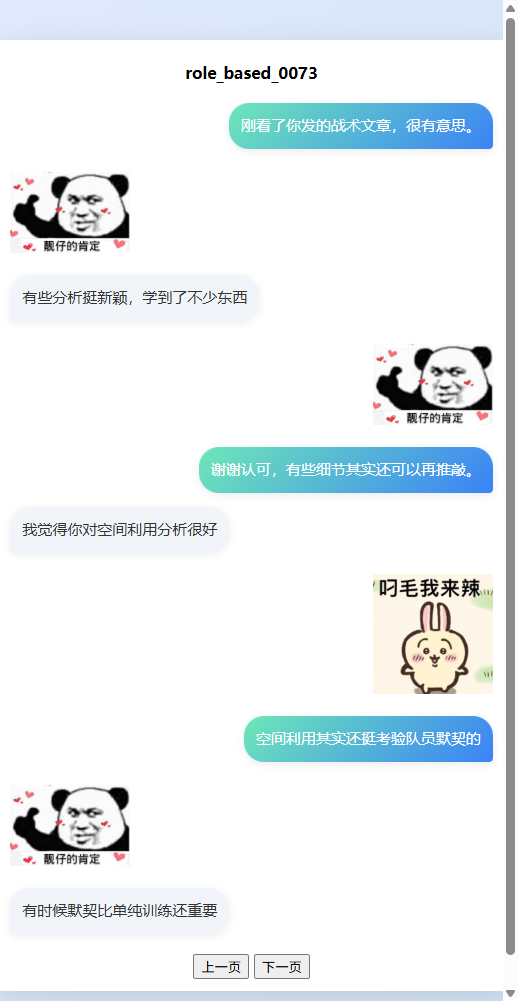 role_based_0073
刚看了你发的战术文章，很有意思。
靓仔的肯定
有些分析挺新颖，学到了不少东西
靓仔的肯定
谢谢认可，有些细节其实还可以再推敲。
我觉得你对空间利用分析很好
叼毛我来辣
空间利用其实还挺考验队员默契的
靓仔的肯定
有时候默契比单纯训练还重要
上一页 下一页